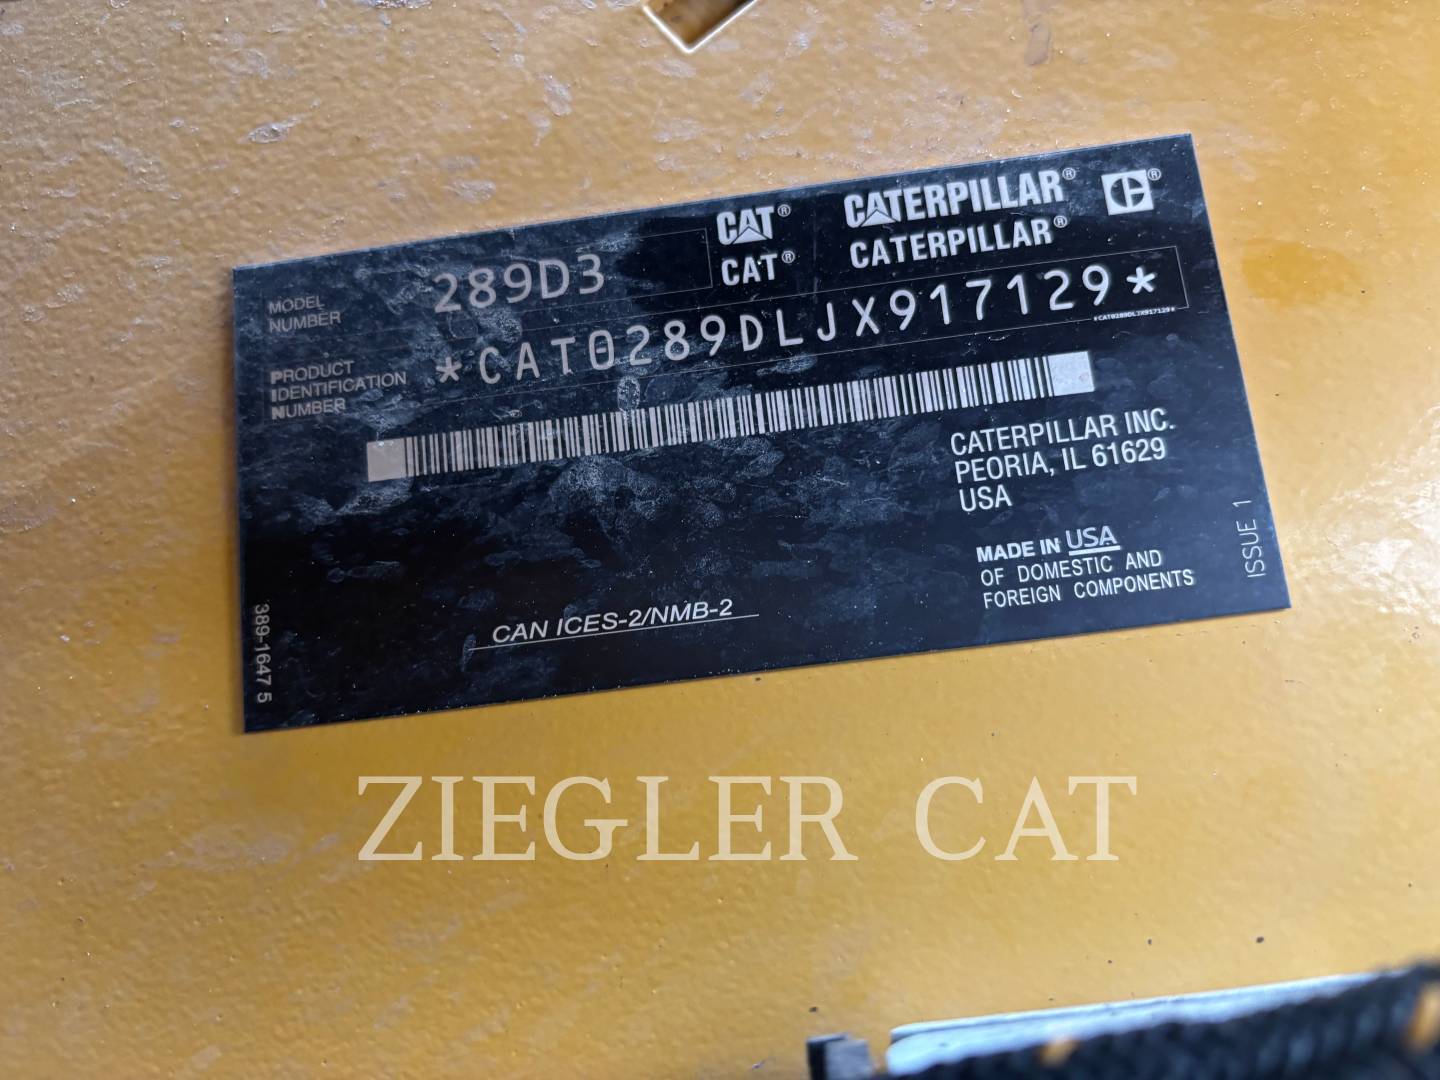 CAT® CATERPILLAR® ®
CAT® CATERPILLAR®
MODEL
NUMBER
289D3
PRODUCT
IDENTIFICATION
NUMBER
*CAT0289DLJX917129*
*CAT0289DLJX917129*
CATERPILLAR INC.
PEORIA, IL 61629
USA
MADE IN USA
OF DOMESTIC AND
FOREIGN COMPONENTS
ISSUE 1
CAN ICES-2/NMB-2
389-1647 5
ZIEGLER CAT